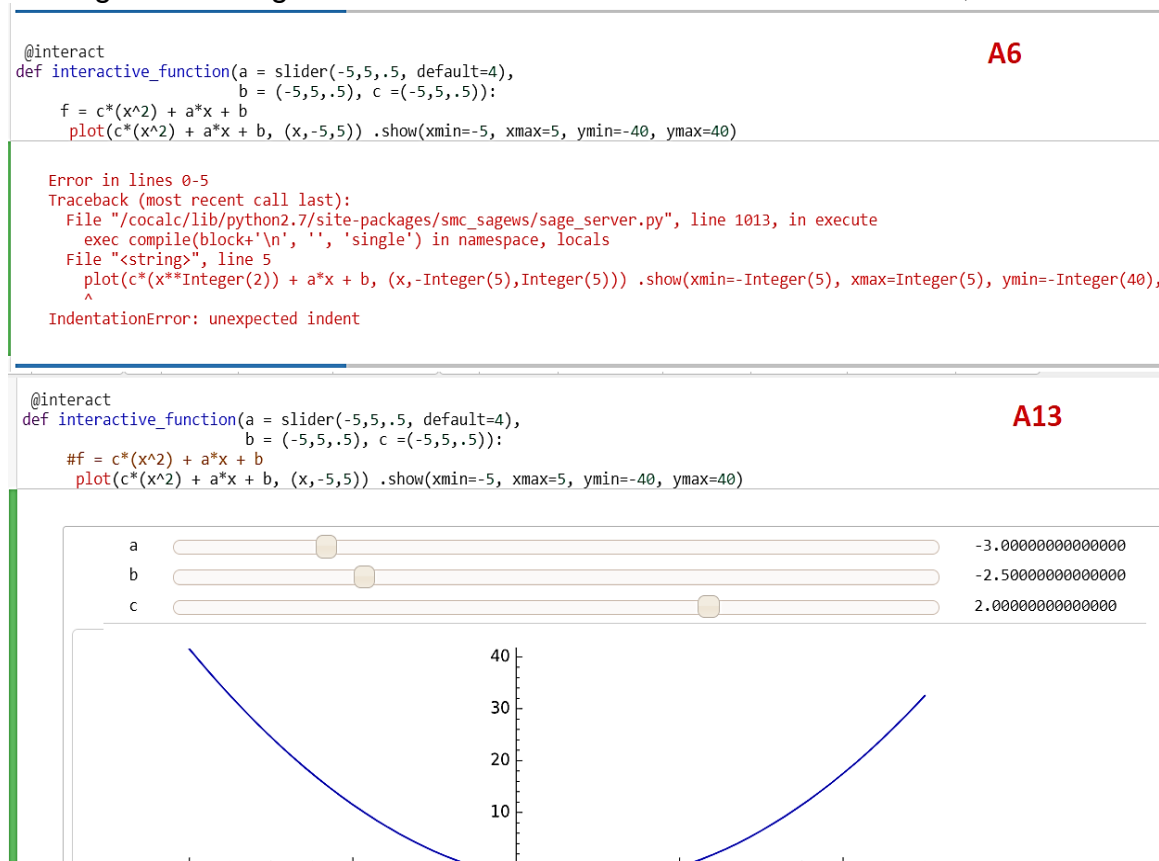 @interact
A6
def interactive_function(a = slider(-5,5,.5, default=4),
b = (-5,5,.5), c =(-5,5,.5)):
f = c*(x^2) + a*x + b
plot(c*(x^2) + a*x + b, (x,-5,5)) .show(xmin=-5, xmax=5, ymin=-40, ymax=40)
Error in lines 0-5
Traceback (most recent call last):
File "/cocalc/lib/python2.7/site-packages/smc_sagews/sage_server.py", line 1013, in execute
exec compile(block+'\n', '', 'single') in namespace, locals
File "<string>", line 5
plot(c*(x**Integer(2)) + a*x + b, (x,-Integer(5),Integer(5))) .show(xmin=-Integer(5), xmax=Integer(5), ymin=-Integer(40),
^
IndentationError: unexpected indent
@interact
A13
def interactive_function(a = slider(-5,5,.5, default=4),
b = (-5,5,.5), c =(-5,5,.5)):
#f = c*(x^2) + a*x + b
plot(c*(x^2) + a*x + b, (x,-5,5)) .show(xmin=-5, xmax=5, ymin=-40, ymax=40)
a -3.00000000000000
b -2.50000000000000
c 2.00000000000000
40
30
20
10